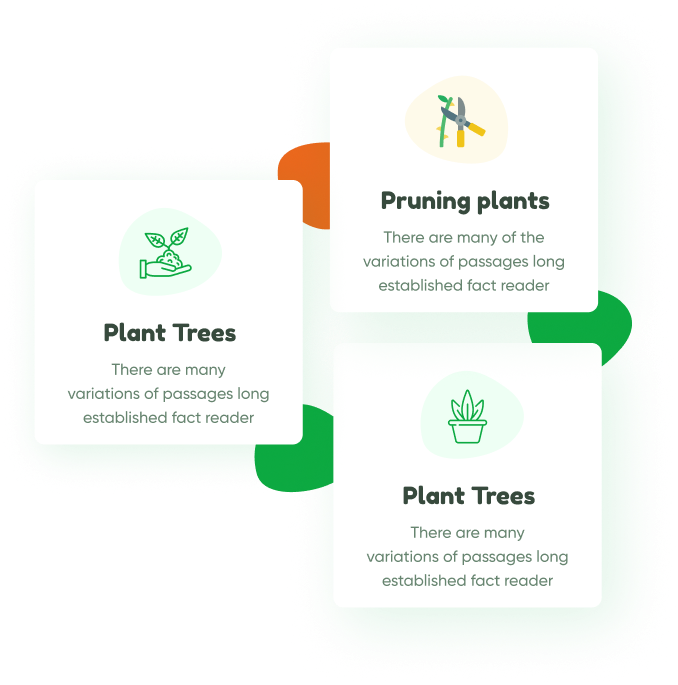 Pruning plants
There are many of the
variations of passages long
established fact reader
Plant Trees
There are many
variations of passages long
established fact reader
Plant Trees
There are many
variations of passages long
established fact reader